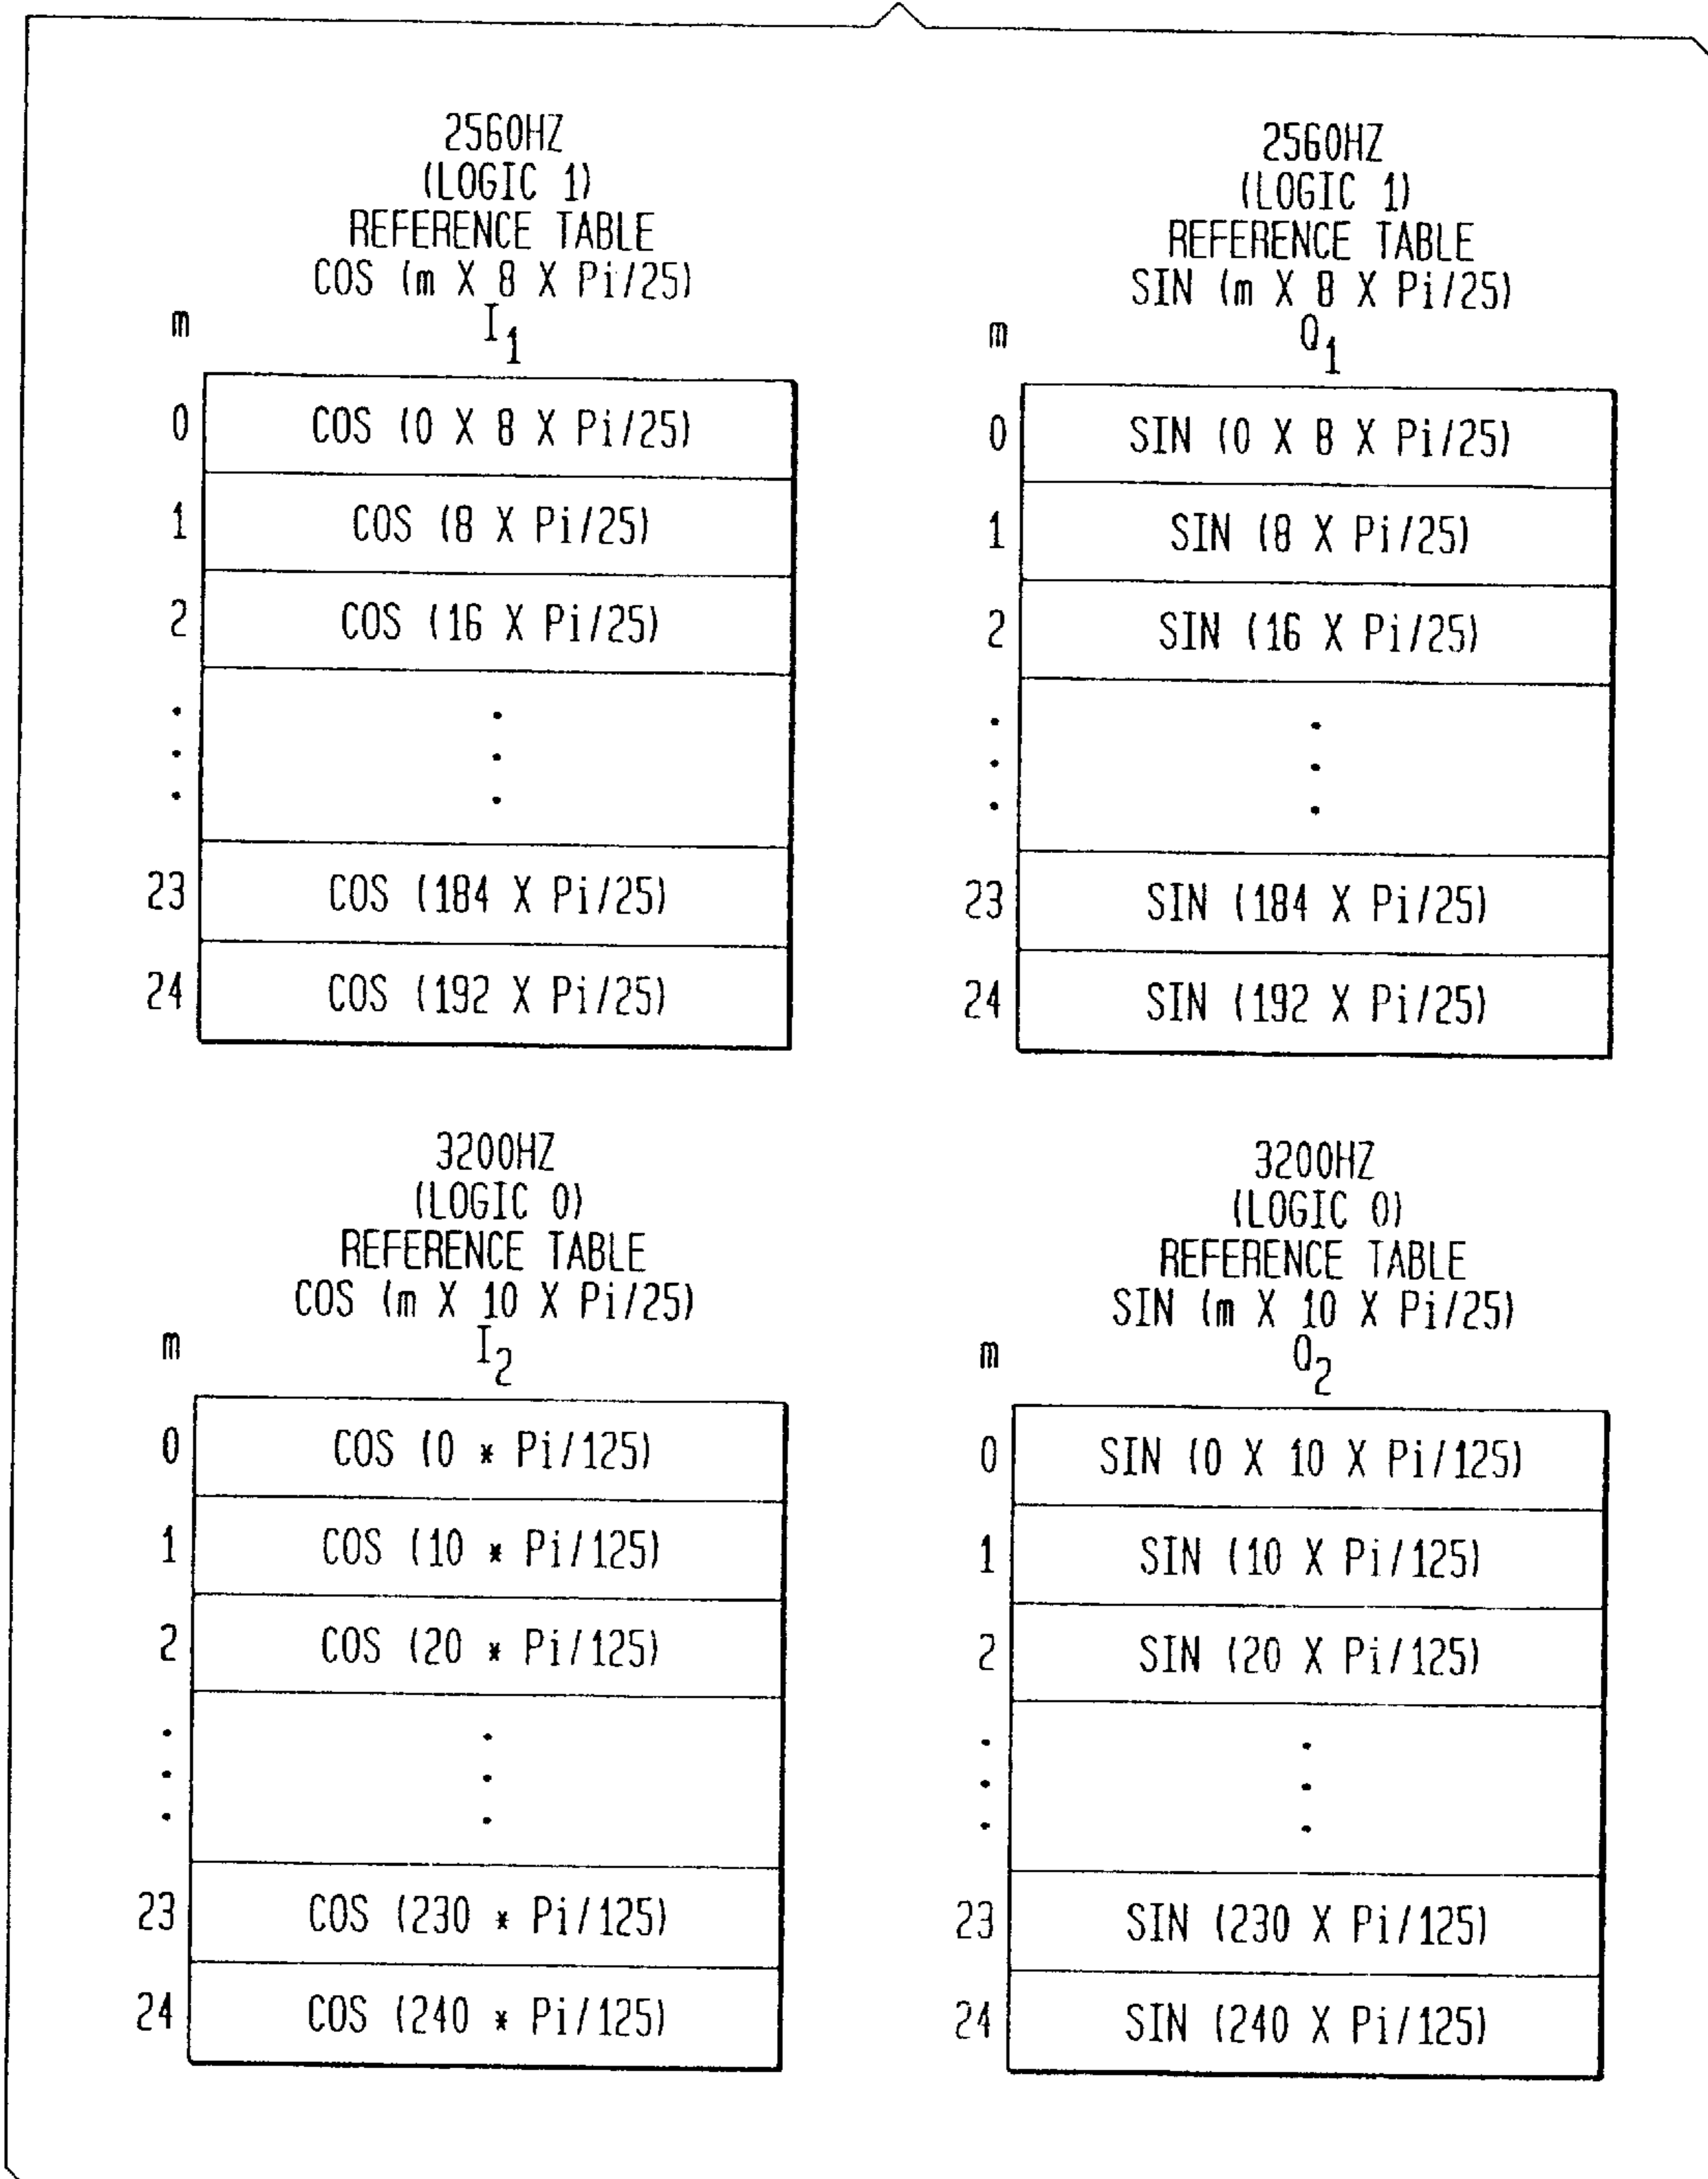 2560HZ
(LOGIC 1)
REFERENCE TABLE
COS (m X 8 X Pi/25)
m I1
0 COS (0 X 8 X Pi/25)
1 COS (8 X Pi/25)
2 COS (16 X Pi/25)
23 COS (184 X Pi/25)
24 COS (192 X Pi/25)
2560HZ
(LOGIC 1)
REFERENCE TABLE
SIN (m X 8 X Pi/25)
m Q1
0 SIN (0 X 8 X Pi/25)
1 SIN (8 X Pi/25)
2 SIN (16 X Pi/25)
23 SIN (184 X Pi/25)
24 SIN (192 X Pi/25)
3200HZ
(LOGIC 0)
REFERENCE TABLE
COS (m X 10 X Pi/25)
m I2
0 COS (0 * Pi/125)
1 COS (10 * Pi/125)
2 COS (20 * Pi/125)
23 COS (230 * Pi/125)
24 COS (240 * Pi/125)
3200HZ
(LOGIC 0)
REFERENCE TABLE
SIN (m X 10 X Pi/25)
m Q2
0 SIN (0 X 10 X Pi/125)
1 SIN (10 X Pi/125)
2 SIN (20 X Pi/125)
23 SIN (230 X Pi/125)
24 SIN (240 X Pi/125)